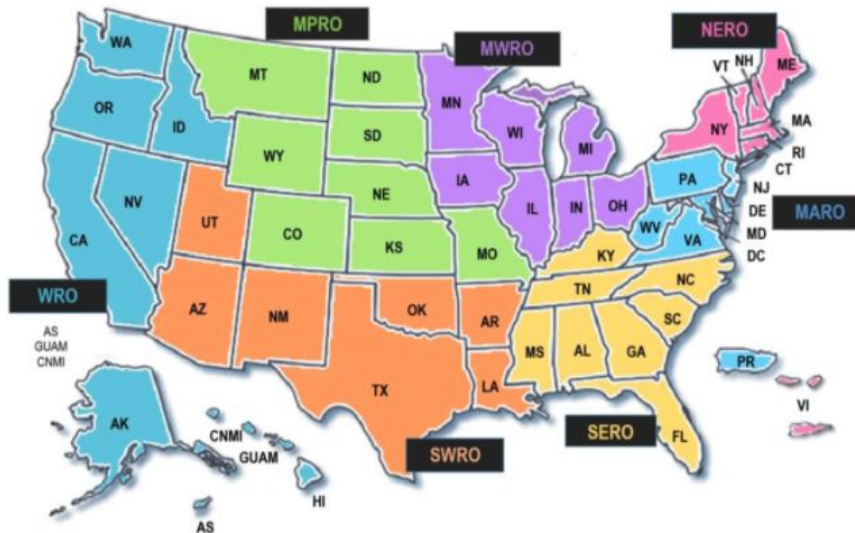 MPRO
MWRO
NERO
WA
MT
ND
MN
VT
NH
ME
OR
ID
WY
SD
WI
MI
NY
MA
RI
CT
NV
UT
CO
NE
IA
IL
IN
OH
PA
NJ
DE
MD
DC
MARO
CA
KS
MO
WV
VA
KY
WRO
AZ
NM
OK
AR
TN
NC
SC
AS
GUAM
CNMI
TX
LA
MS
AL
GA
PR
VI
AK
CNMI
GUAM
HI
AS
SWRO
SERO
FL